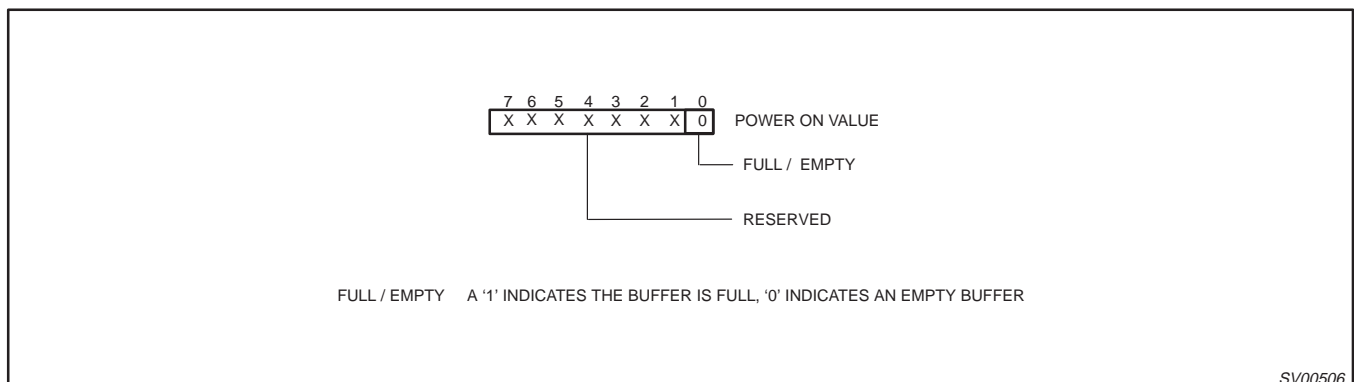 7 6 5 4 3 2 1 0
X X X X X X X 0 POWER ON VALUE
FULL / EMPTY
RESERVED
FULL / EMPTY A ‘1’ INDICATES THE BUFFER IS FULL, ‘0’ INDICATES AN EMPTY BUFFER
SV00506